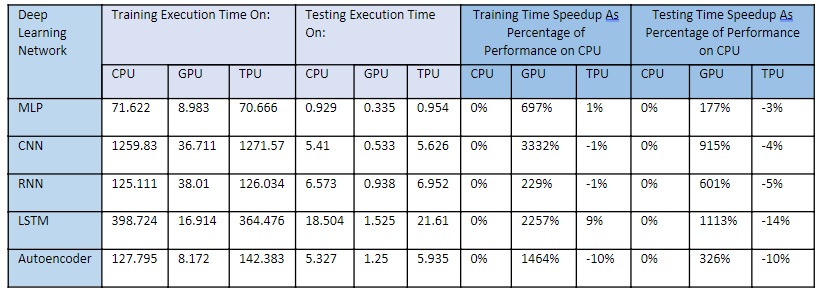 Deep Learning Network | Training Execution Time On: | Testing Execution Time On: | Training Time Speedup As Percentage of Performance on CPU | Testing Time Speedup As Percentage of Performance on CPU
CPU | GPU | TPU | CPU | GPU | TPU | CPU | GPU | TPU | CPU | GPU | TPU
MLP | 71.622 | 8.983 | 70.666 | 0.929 | 0.335 | 0.954 | 0% | 697% | 1% | 0% | 177% | -3%
CNN | 1259.83 | 36.711 | 1271.57 | 5.41 | 0.533 | 5.626 | 0% | 3332% | -1% | 0% | 915% | -4%
RNN | 125.111 | 38.01 | 126.034 | 6.573 | 0.938 | 6.952 | 0% | 229% | -1% | 0% | 601% | -5%
LSTM | 398.724 | 16.914 | 364.476 | 18.504 | 1.525 | 21.61 | 0% | 2257% | 9% | 0% | 1113% | -14%
Autoencoder | 127.795 | 8.172 | 142.383 | 5.327 | 1.25 | 5.935 | 0% | 1464% | -10% | 0% | 326% | -10%